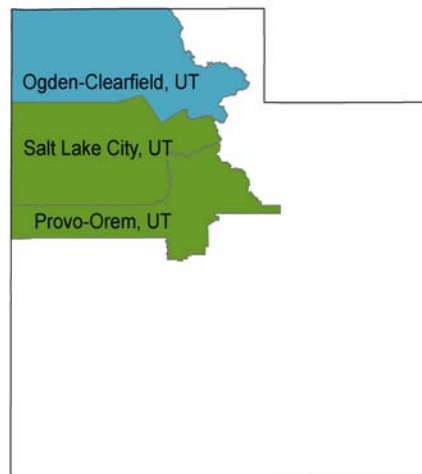 Ogden-Clearfield, UT
Salt Lake City, UT
Provo-Orem, UT